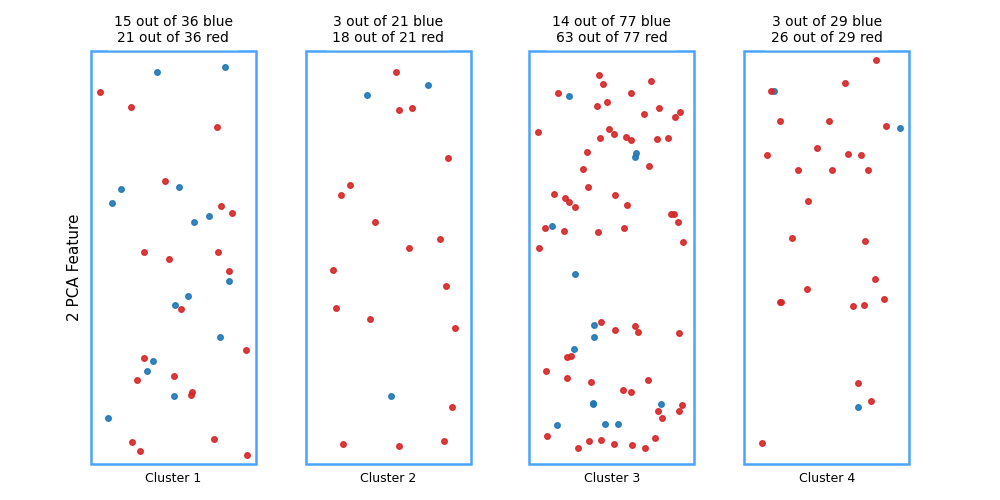 15 out of 36 blue
21 out of 36 red
3 out of 21 blue
18 out of 21 red
14 out of 77 blue
63 out of 77 red
3 out of 29 blue
26 out of 29 red
2 PCA Feature
Cluster 1
Cluster 2
Cluster 3
Cluster 4